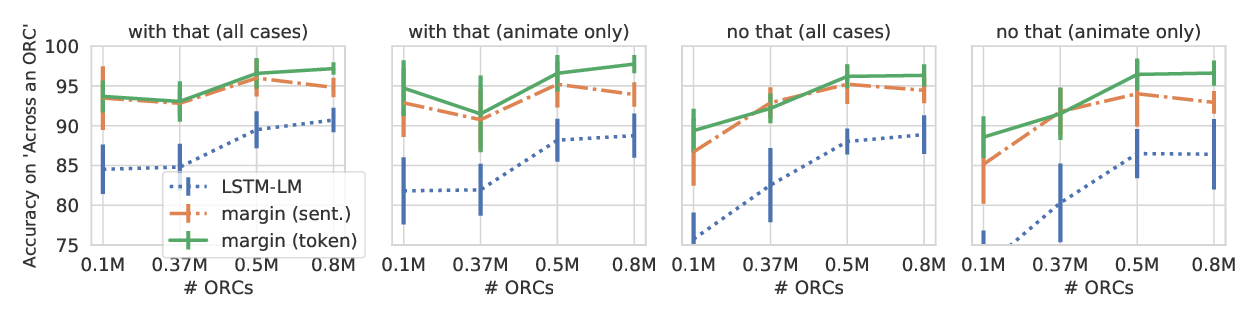 Accuracy on 'Across an ORC'
with that (all cases)
100
95
90
85
80
75
0.1M 0.37M 0.5M 0.8M
# ORCs
LSTM-LM
margin (sent.)
margin (token)
with that (animate only)
0.1M 0.37M 0.5M 0.8M
# ORCs
no that (all cases)
0.1M 0.37M 0.5M 0.8M
# ORCs
no that (animate only)
0.1M 0.37M 0.5M 0.8M
# ORCs